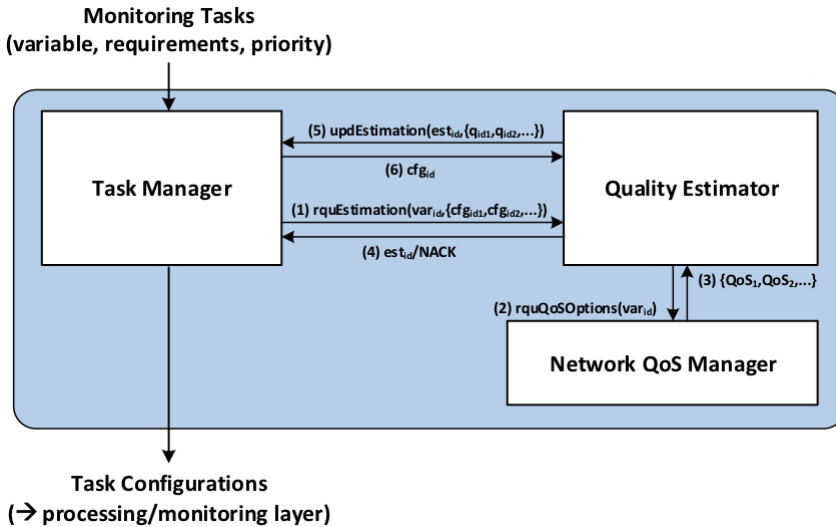 Monitoring Tasks
(variable, requirements, priority)
Task Manager
(5) updEstimation(estid,{qid1,qid2,...})
(6) cfgid
(1) rquEstimation(varid,{cfgid1,cfgid2,...})
(4) estid/NACK
Quality Estimator
(3) {QoS1,QoS2,...}
(2) rquQoSOptions(varid)
Network QoS Manager
Task Configurations
(→ processing/monitoring layer)